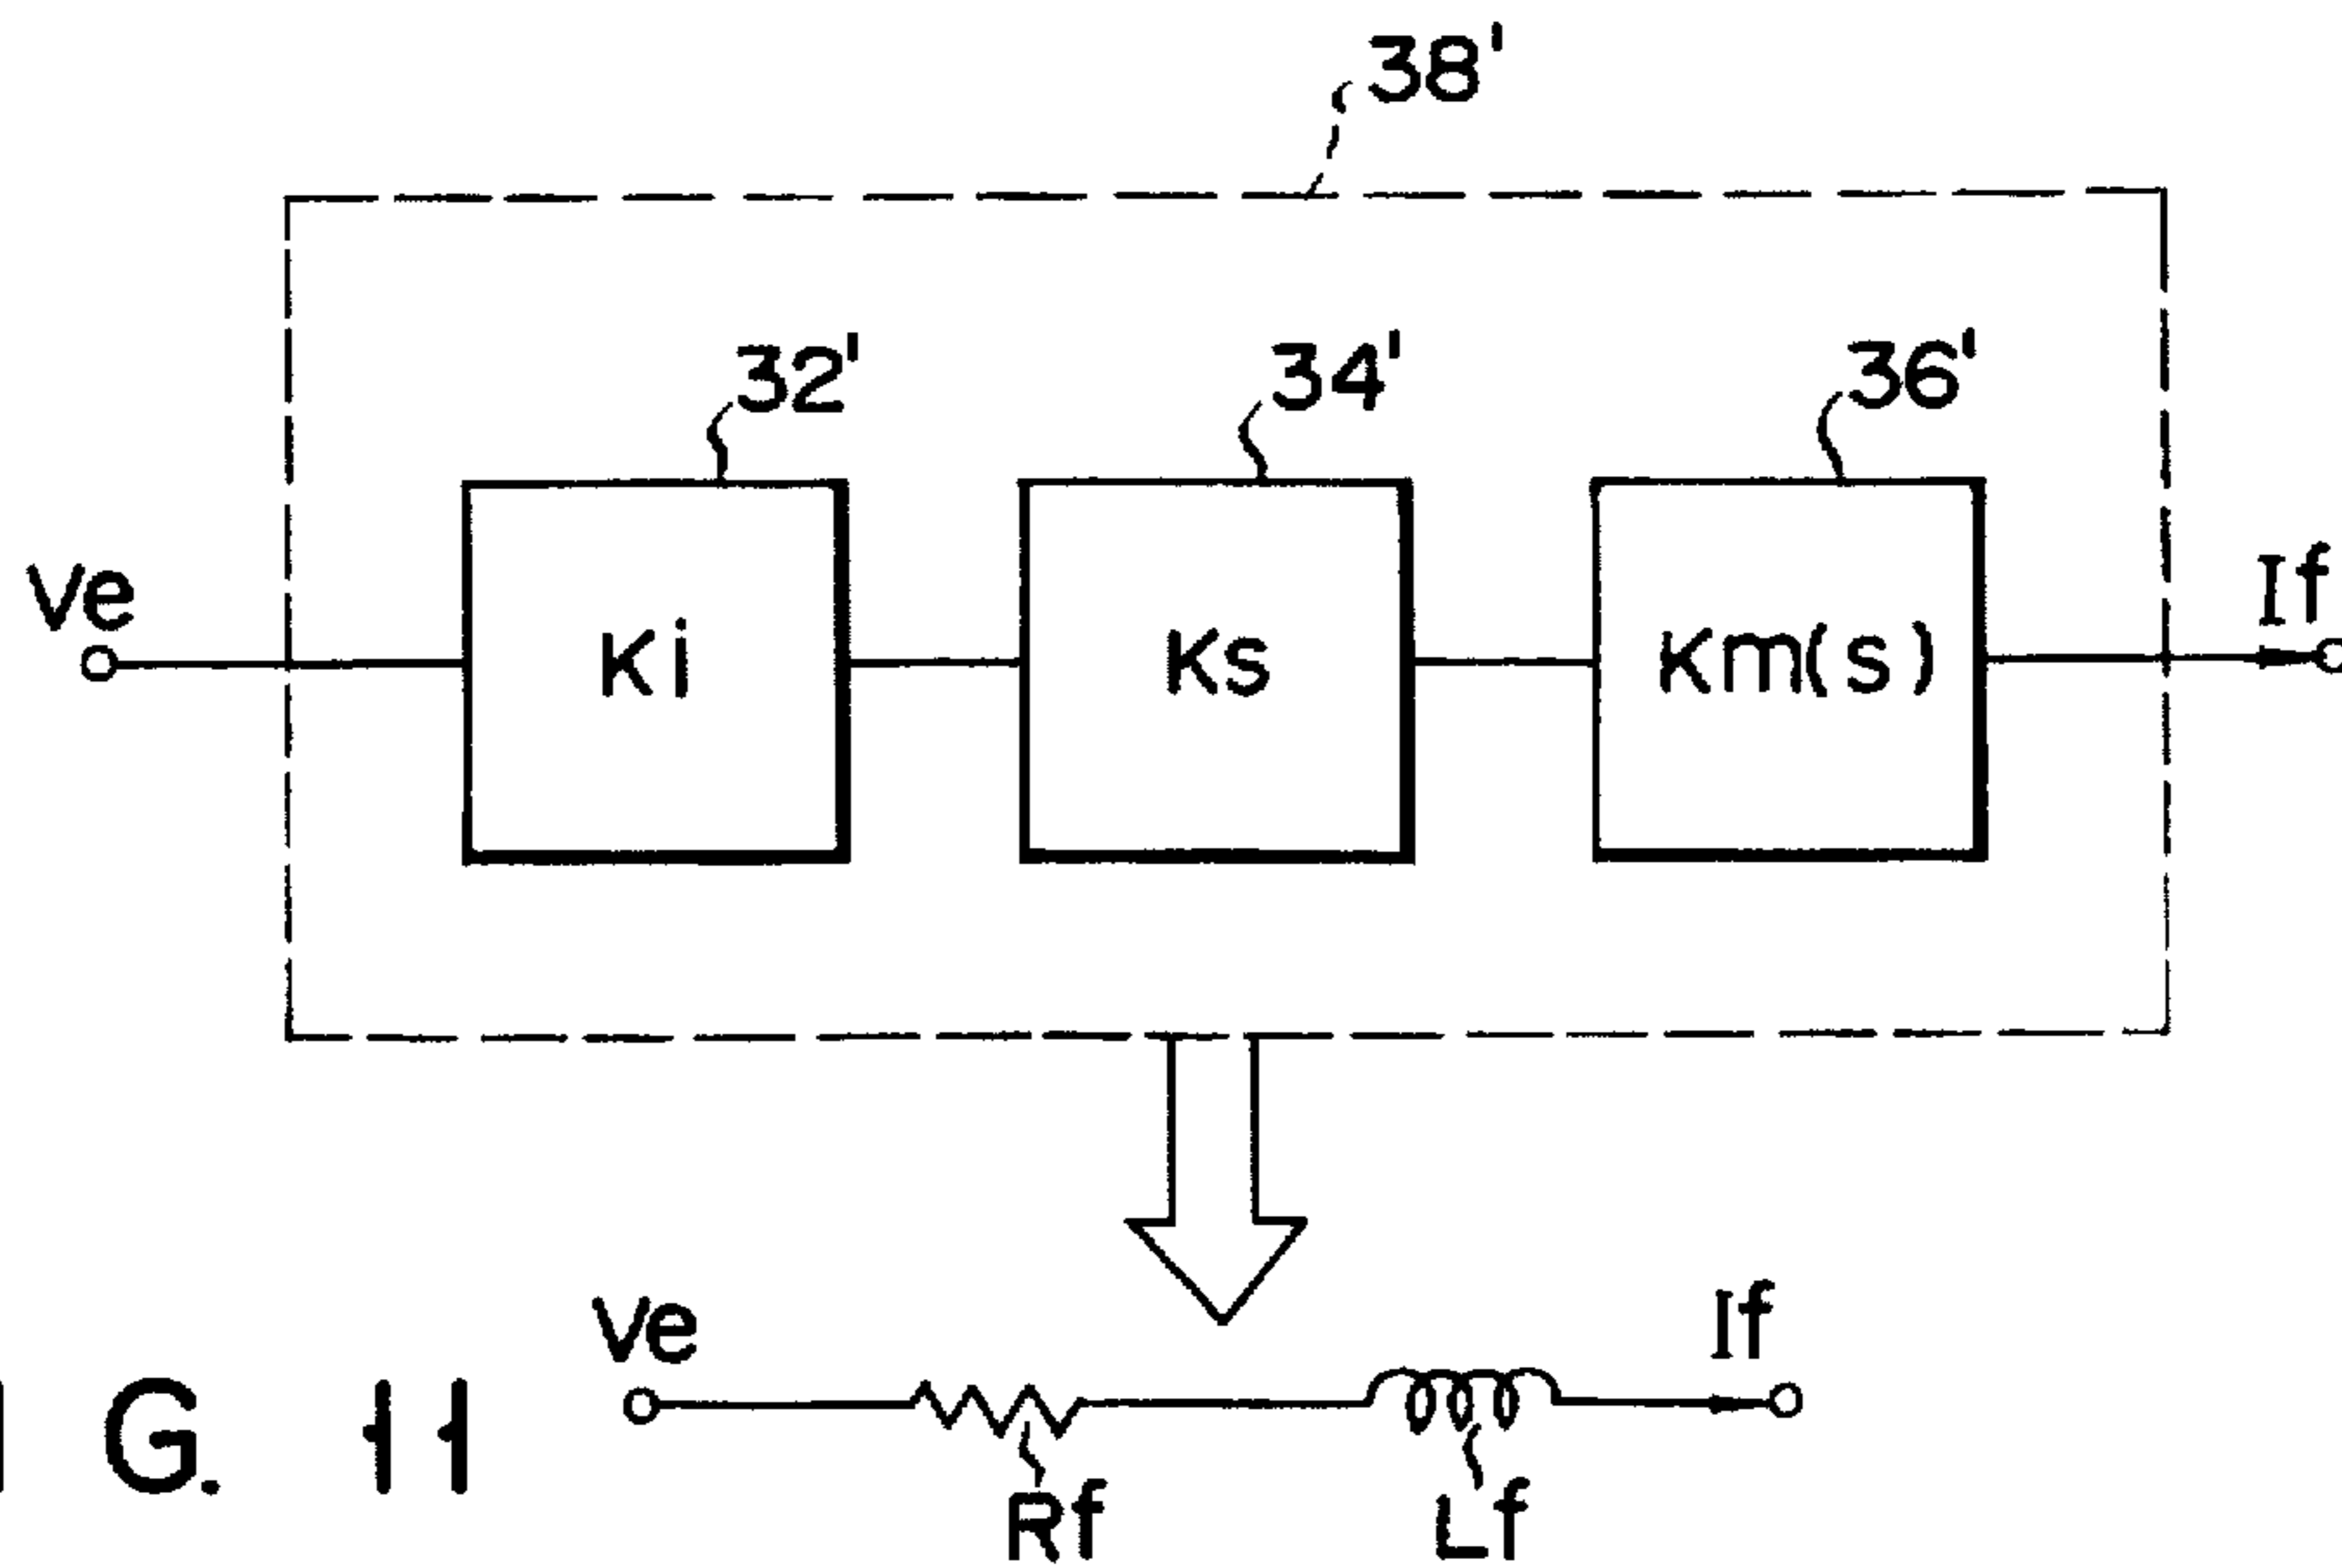 38'
32' 34' 36'
Ve Ki Ks Km(s) If
Ve If
G. 11
Rf Lf